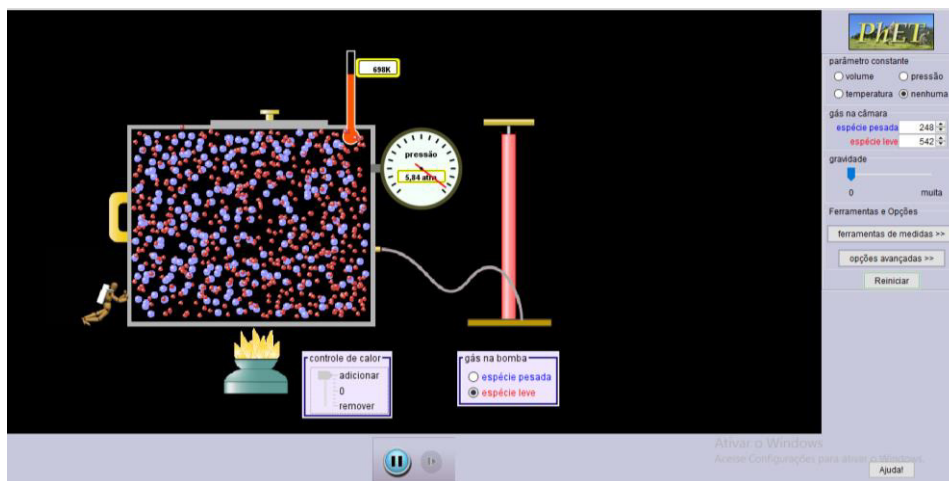 698K
pressão
5,84 atm
controle de calor
adicionar
0
remover
gás na bomba
espécie pesada
espécie leve
PhET
parâmetro constante
volume pressão
temperatura nenhuma
gás na câmara
espécie pesada 248
espécie leve 542
gravidade
0 muita
Ferramentas e Opções
ferramentas de medidas >>
opções avançadas >>
Reiniciar
Ativar o Windows
Acesse Configurações para ativar o Windows.
Ajuda!